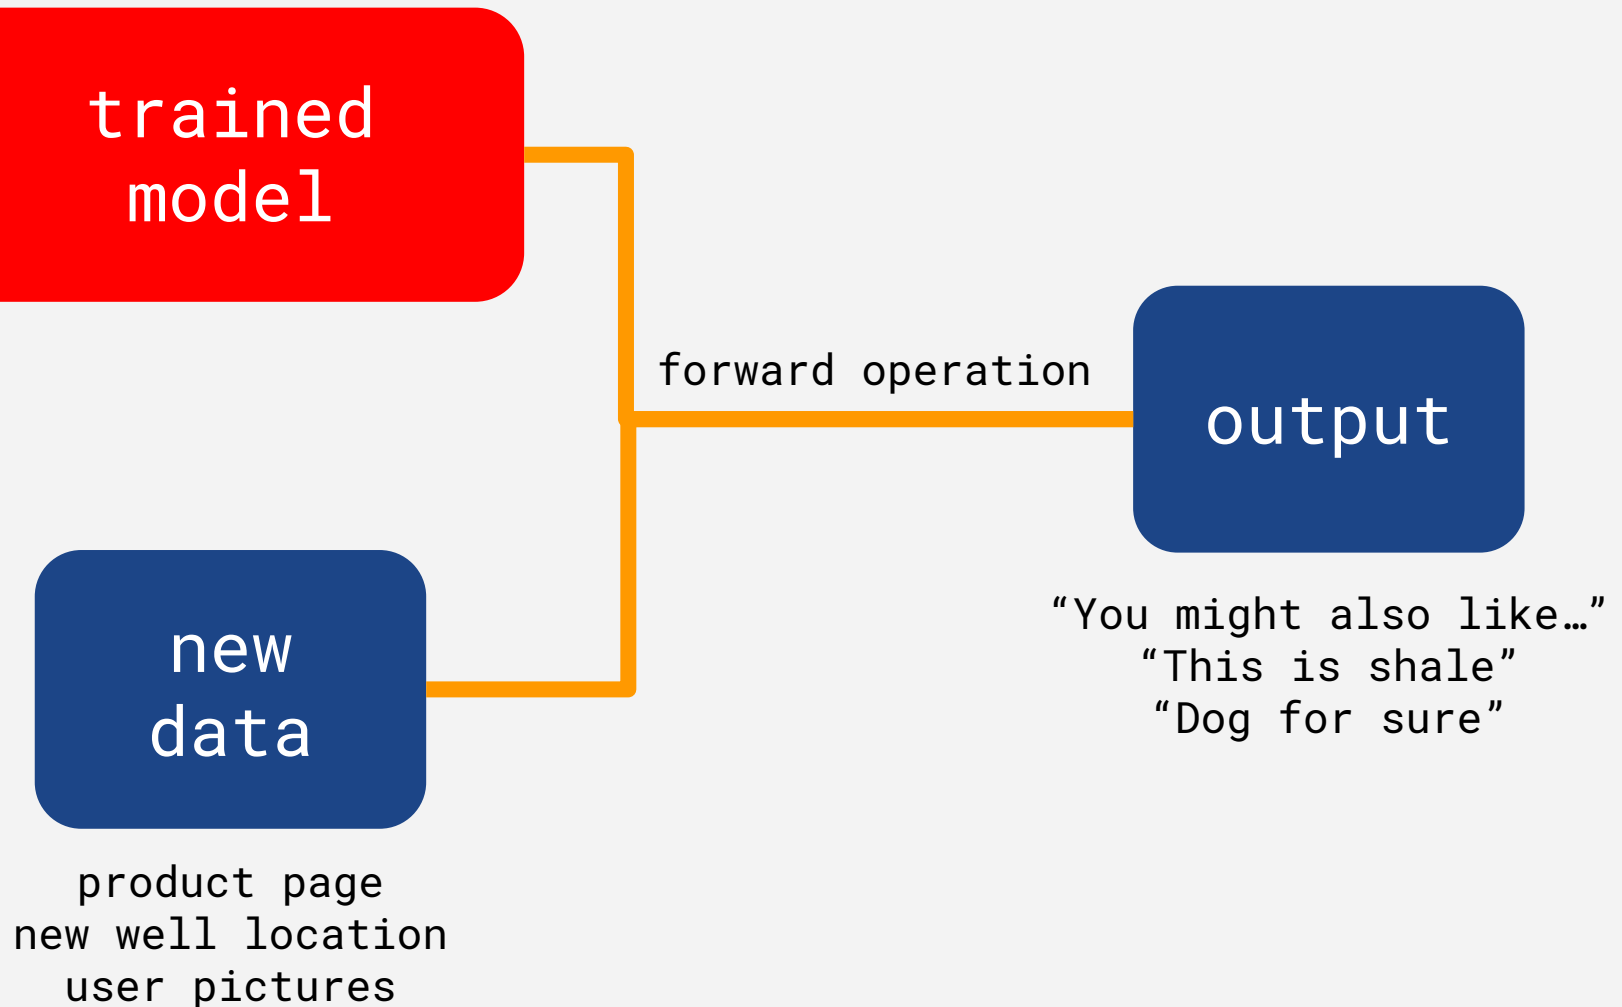 trained
model
forward operation
output
“You might also like…”
“This is shale”
“Dog for sure”
new
data
product page
new well location
user pictures